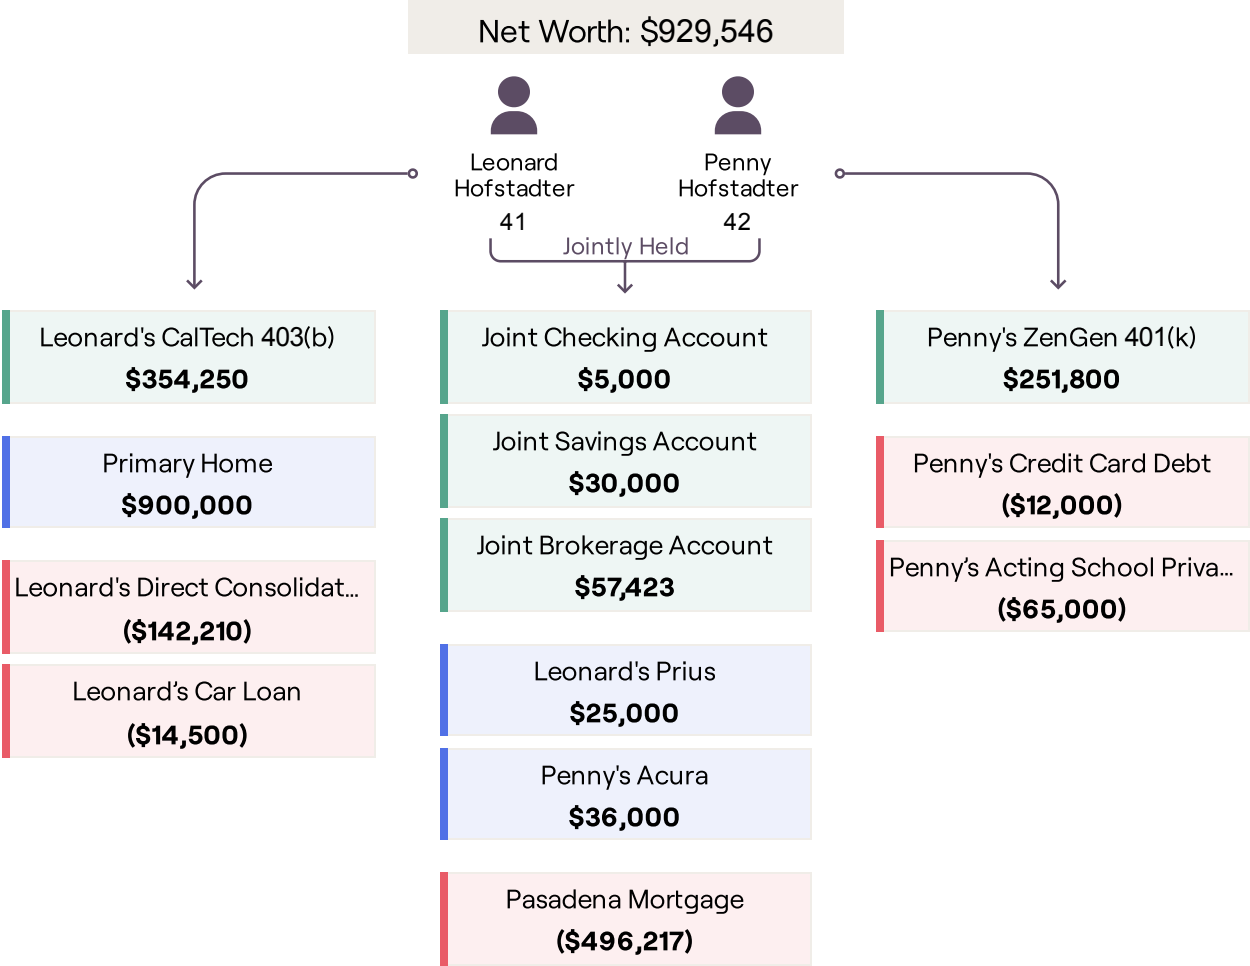 Net Worth: $929,546
Leonard
Hofstadter
41
Penny
Hofstadter
42
Jointly Held
Leonard's CalTech 403(b)
$354,250
Primary Home
$900,000
Leonard's Direct Consolidat...
($142,210)
Leonard’s Car Loan
($14,500)
Joint Checking Account
$5,000
Joint Savings Account
$30,000
Joint Brokerage Account
$57,423
Leonard's Prius
$25,000
Penny's Acura
$36,000
Pasadena Mortgage
($496,217)
Penny's ZenGen 401(k)
$251,800
Penny's Credit Card Debt
($12,000)
Penny’s Acting School Priva...
($65,000)